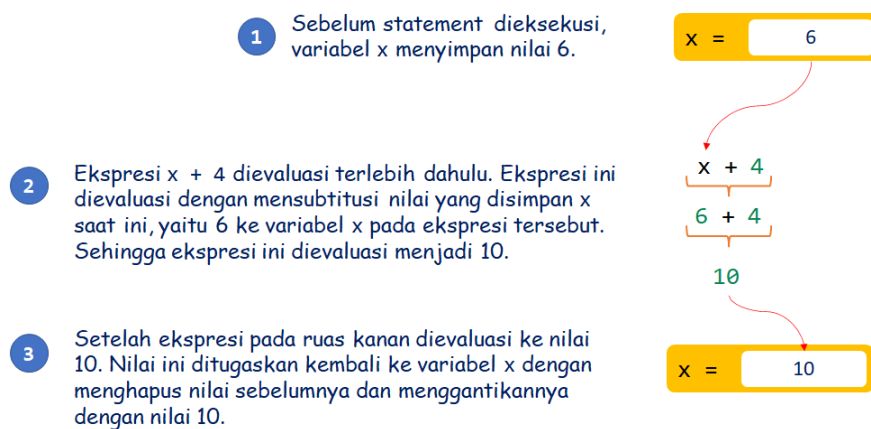 1
Sebelum statement dieksekusi,
variabel x menyimpan nilai 6.
x = 6
2
Ekspresi x + 4 dievaluasi terlebih dahulu. Ekspresi ini
dievaluasi dengan mensubtitusi nilai yang disimpan x
saat ini, yaitu 6 ke variabel x pada ekspresi tersebut.
Sehingga ekspresi ini dievaluasi menjadi 10.
x + 4
6 + 4
10
3
Setelah ekspresi pada ruas kanan dievaluasi ke nilai
10. Nilai ini ditugaskan kembali ke variabel x dengan
menghapus nilai sebelumnya dan menggantikannya
dengan nilai 10.
x = 10